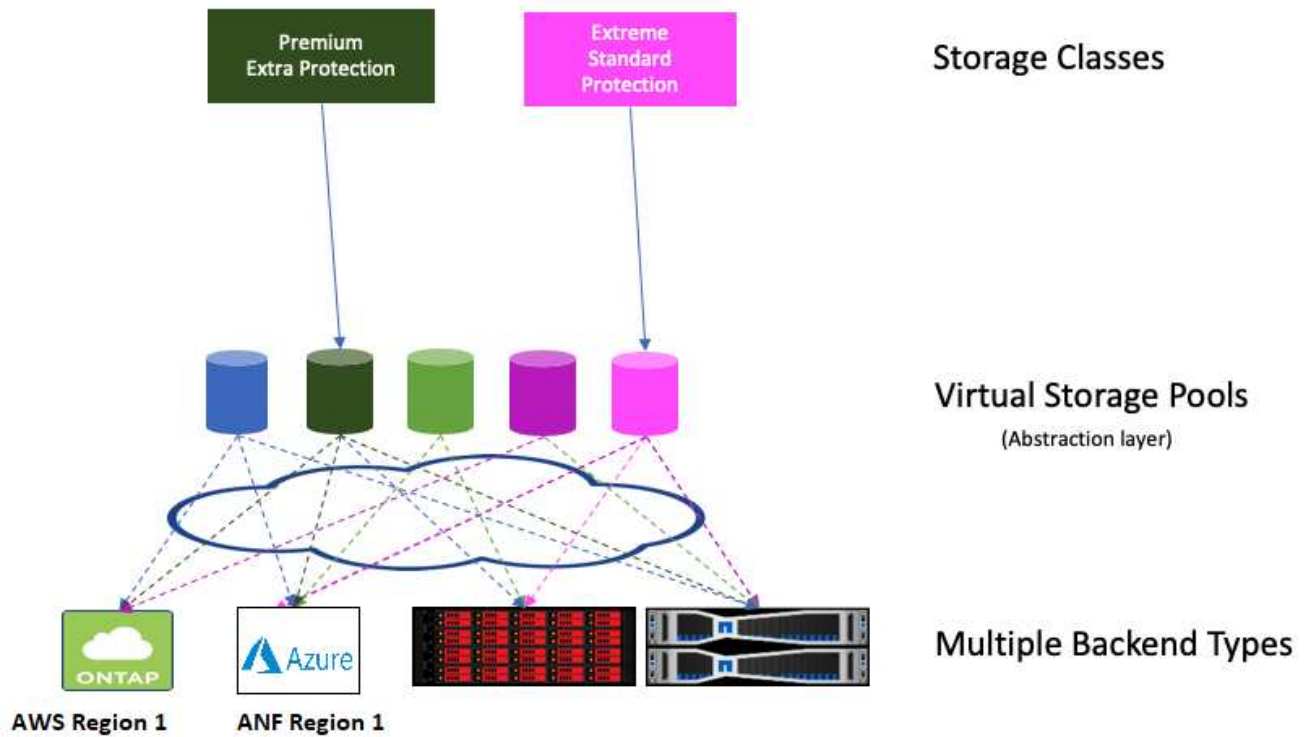 Premium
Extra Protection
Extreme
Standard
Protection
Storage Classes
Virtual Storage Pools
(Abstraction layer)
ONTAP
Azure
Multiple Backend Types
AWS Region 1
ANF Region 1